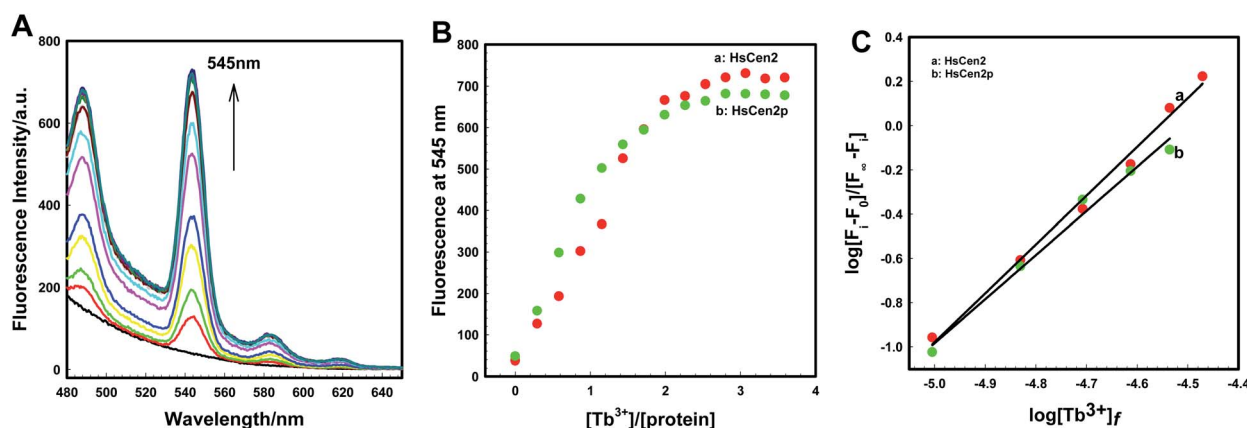 A
545nm
Fluorescence Intensity/a.u.
800
600
400
200
0
480 500 520 540 560 580 600 620 640
Wavelength/nm
B
a: HsCen2
b: HsCen2p
Fluorescence at 545 nm
800
700
600
500
400
300
200
100
0
0 1 2 3 4
[Tb³⁺]/[protein]
C
a: HsCen2
b: HsCen2p
a
b
log[Fᵢ-F₀]/[F∞ -Fᵢ]
0.4
0.2
0.0
-0.2
-0.4
-0.6
-0.8
-1.0
-5.0 -4.9 -4.8 -4.7 -4.6 -4.5 -4.4
log[Tb³⁺]f